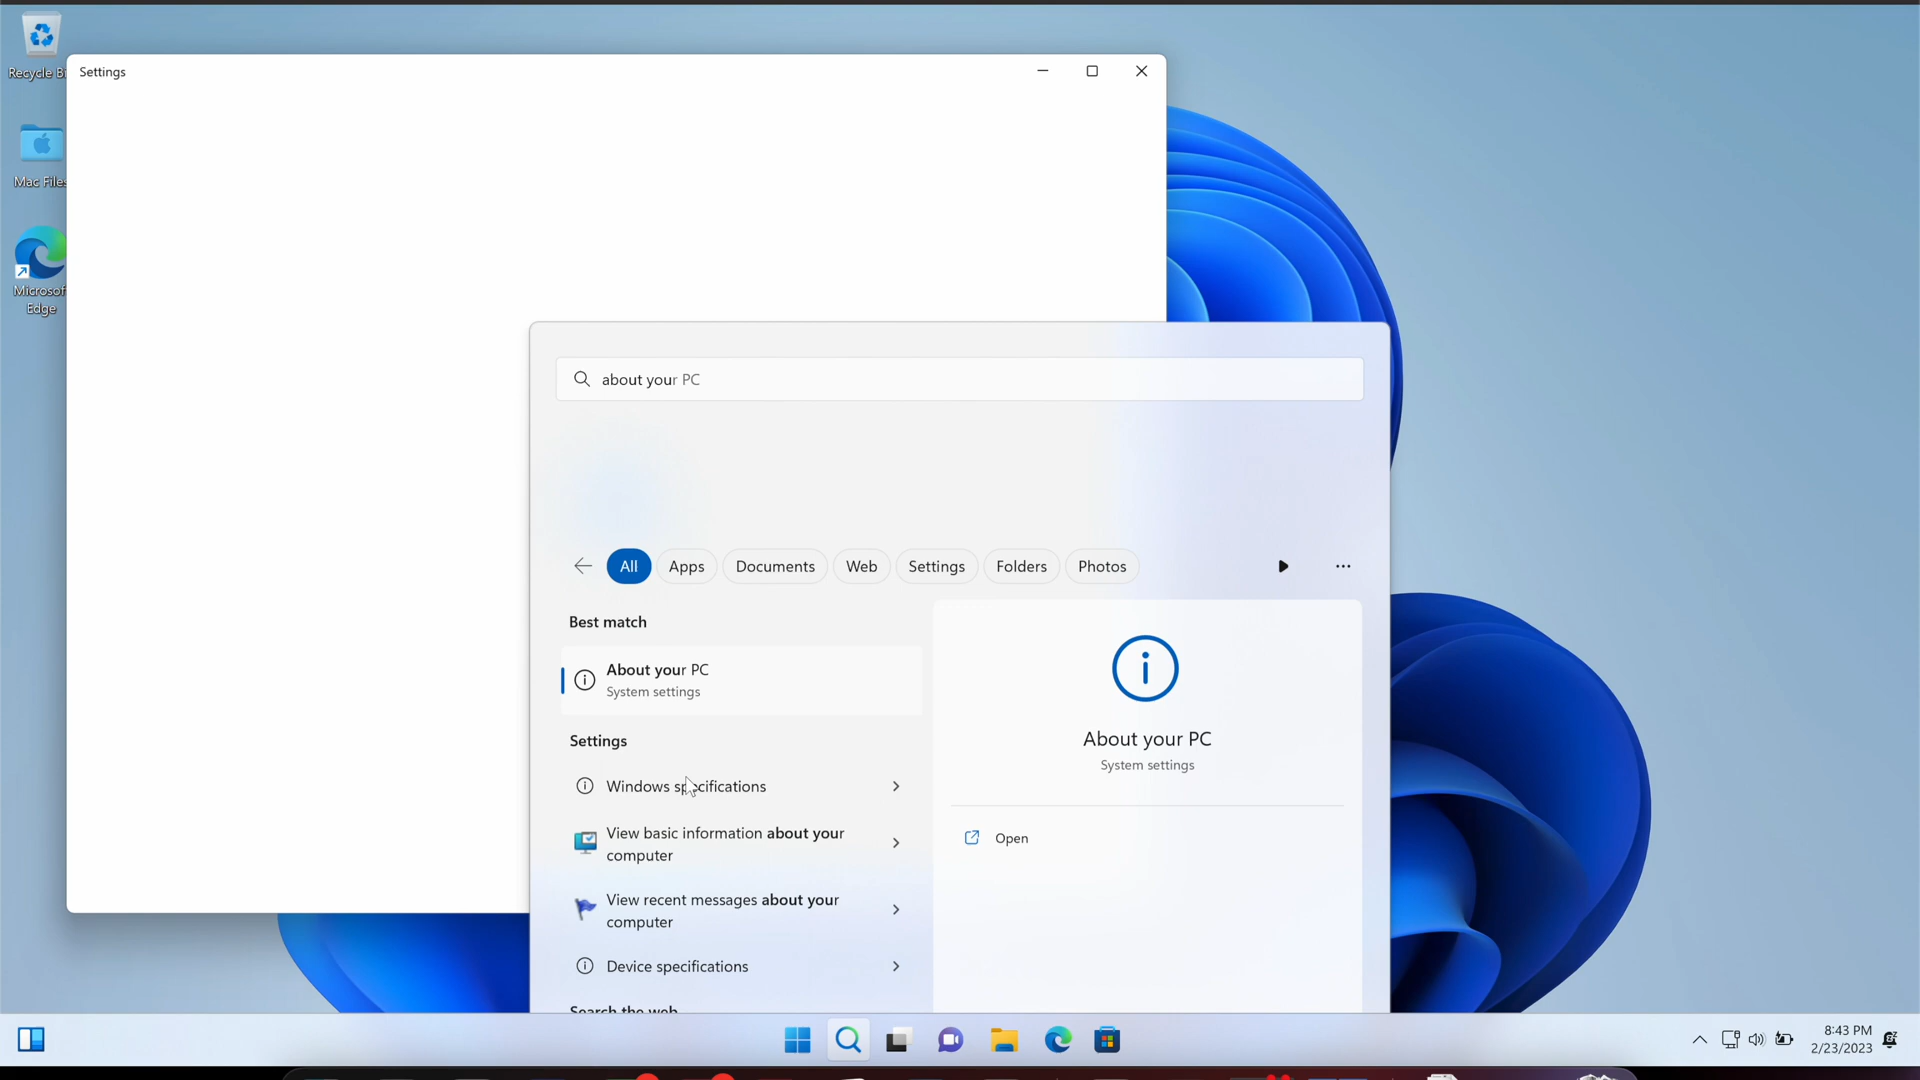 Recycle Bi
Settings
Mac Files
Microsof
Edge
about your PC
All
Apps
Documents
Web
Settings
Folders
Photos
Best match
About your PC
System settings
Settings
Windows specifications
View basic information about your
computer
View recent messages about your
computer
Device specifications
Search the web
About your PC
System settings
Open
8:43 PM
2/23/2023